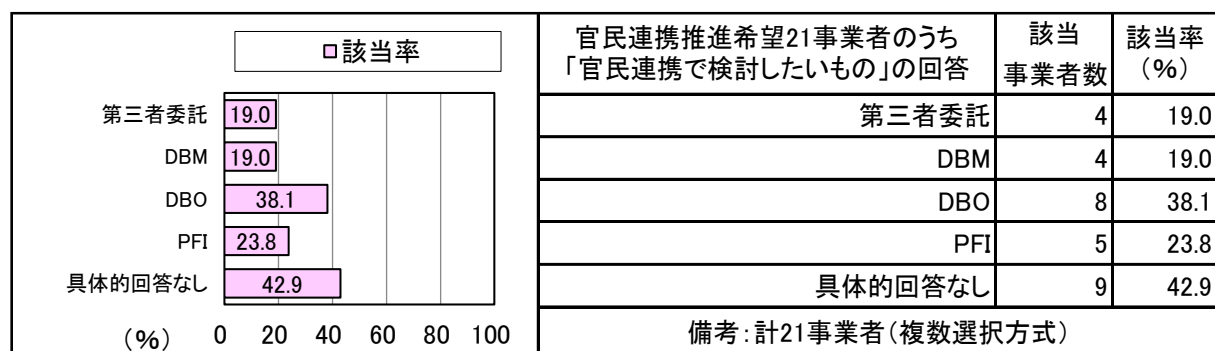 該当率
第三者委託 19.0
DBM 19.0
DBO 38.1
PFI 23.8
具体的回答なし 42.9
(%) 0 20 40 60 80 100
官民連携推進希望21事業者のうち
「官民連携で検討したいもの」の回答
該当
事業者数
該当率
(%)
第三者委託 4 19.0
DBM 4 19.0
DBO 8 38.1
PFI 5 23.8
具体的回答なし 9 42.9
備考:計21事業者(複数選択方式)